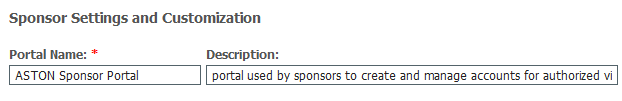 Sponsor Settings and Customization
Portal Name: * Description:
ASTON Sponsor Portal portal used by sponsors to create and manage accounts for authorized vi